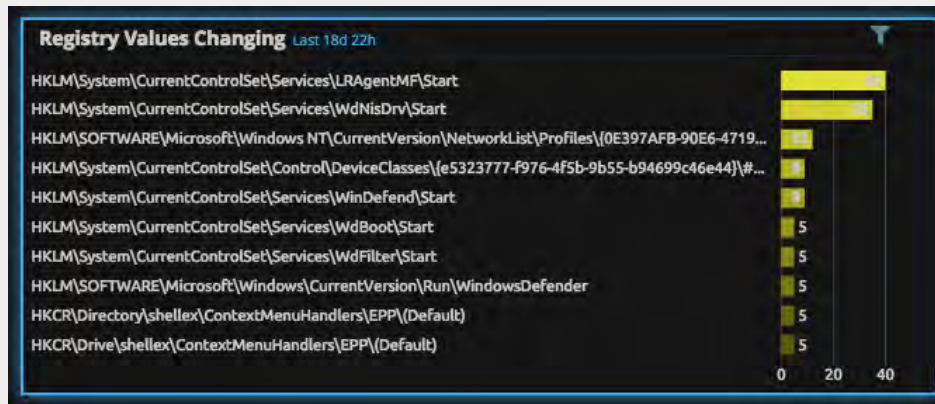 Registry Values Changing Last 18d 22h
HKLM\System\CurrentControlSet\Services\LRAgentMF\Start
HKLM\System\CurrentControlSet\Services\WdNisDrv\Start
HKLM\SOFTWARE\Microsoft\Windows NT\CurrentVersion\NetworkList\Profiles\{0E397AFB-90E6-4719...
HKLM\System\CurrentControlSet\Control\DeviceClasses\{e5323777-f976-4f5b-9b55-b94699c46e44}\#...
HKLM\System\CurrentControlSet\Services\WinDefend\Start
HKLM\System\CurrentControlSet\Services\WdBoot\Start 5
HKLM\System\CurrentControlSet\Services\WdFilter\Start 5
HKLM\SOFTWARE\Microsoft\Windows\CurrentVersion\Run\WindowsDefender 5
HKCR\Directory\shellex\ContextMenuHandlers\EPP\(Default) 5
HKCR\Drive\shellex\ContextMenuHandlers\EPP\(Default) 5
0 20 40